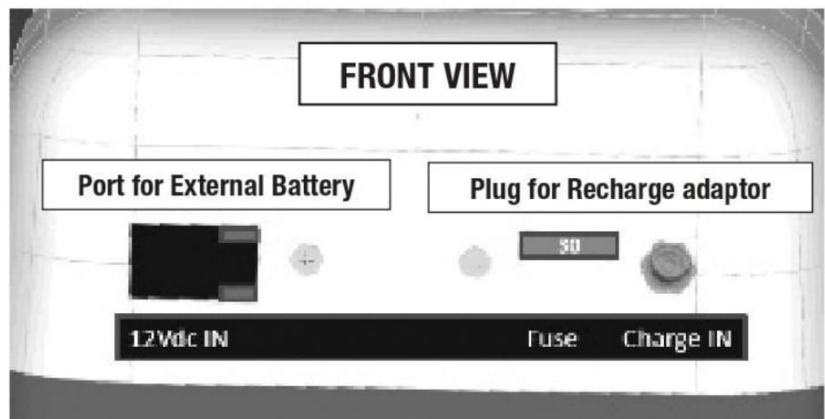 FRONT VIEW
Port for External Battery
Plug for Recharge adaptor
30
12Vdc IN Fuse Charge IN